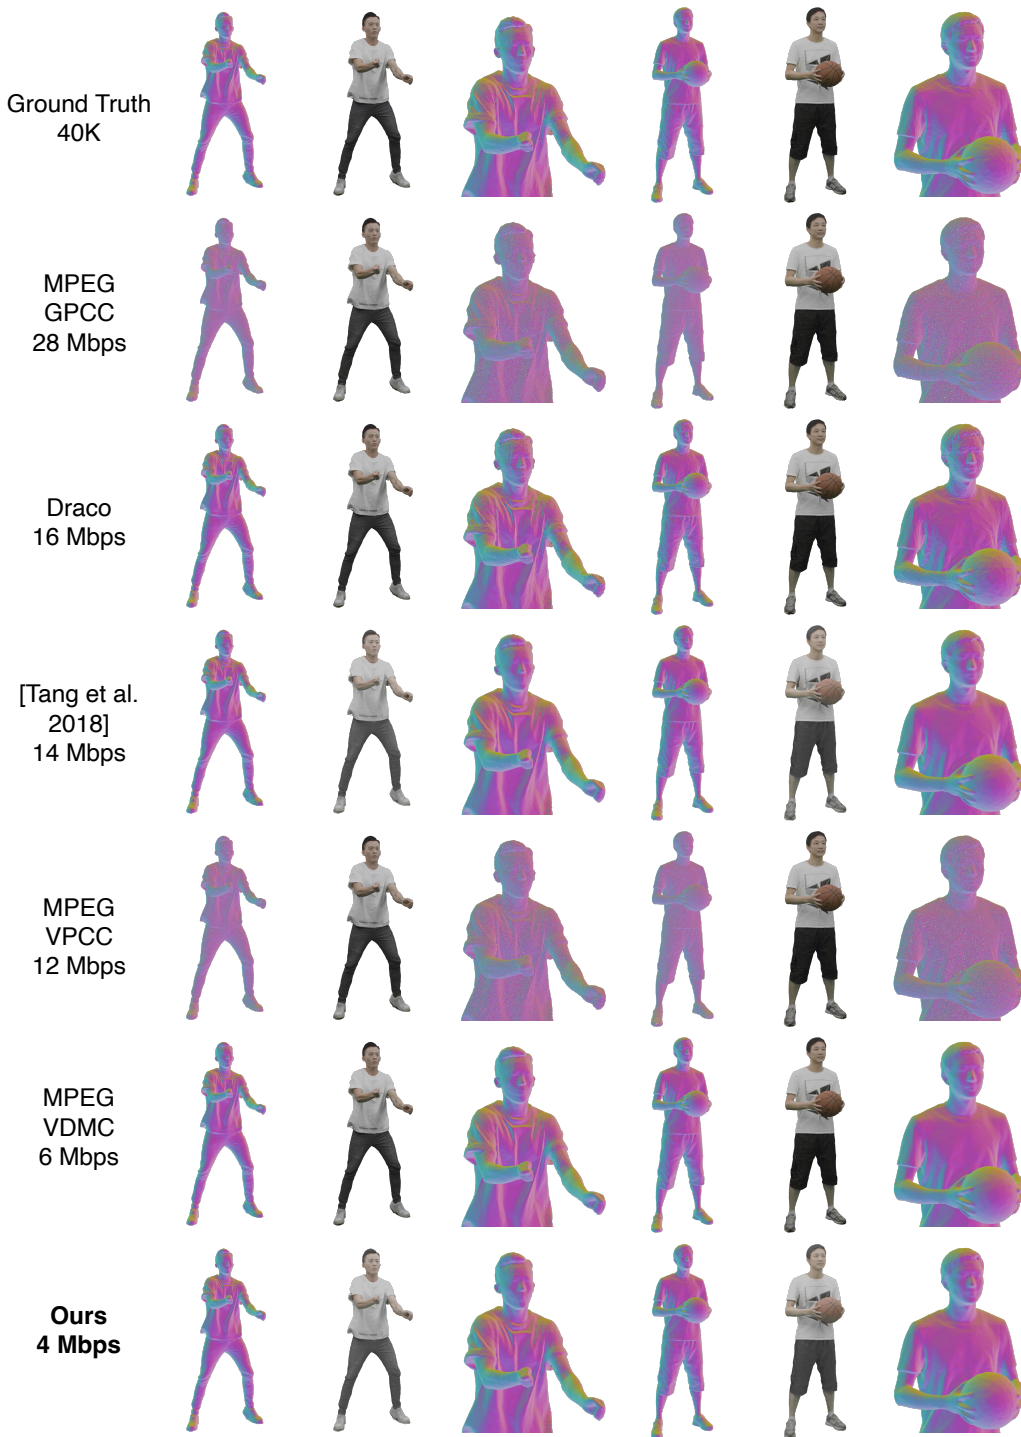 Ground Truth
40K
MPEG
GPCC
28 Mbps
Draco
16 Mbps
[Tang et al.
2018]
14 Mbps
MPEG
VPCC
12 Mbps
MPEG
VDMC
6 Mbps
Ours
4 Mbps